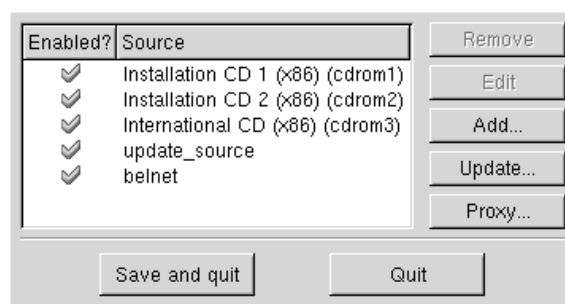 Enabled? Source
Installation CD 1 (x86) (cdrom1)
Installation CD 2 (x86) (cdrom2)
International CD (x86) (cdrom3)
update_source
belnet
Remove
Edit
Add...
Update...
Proxy...
Save and quit
Quit